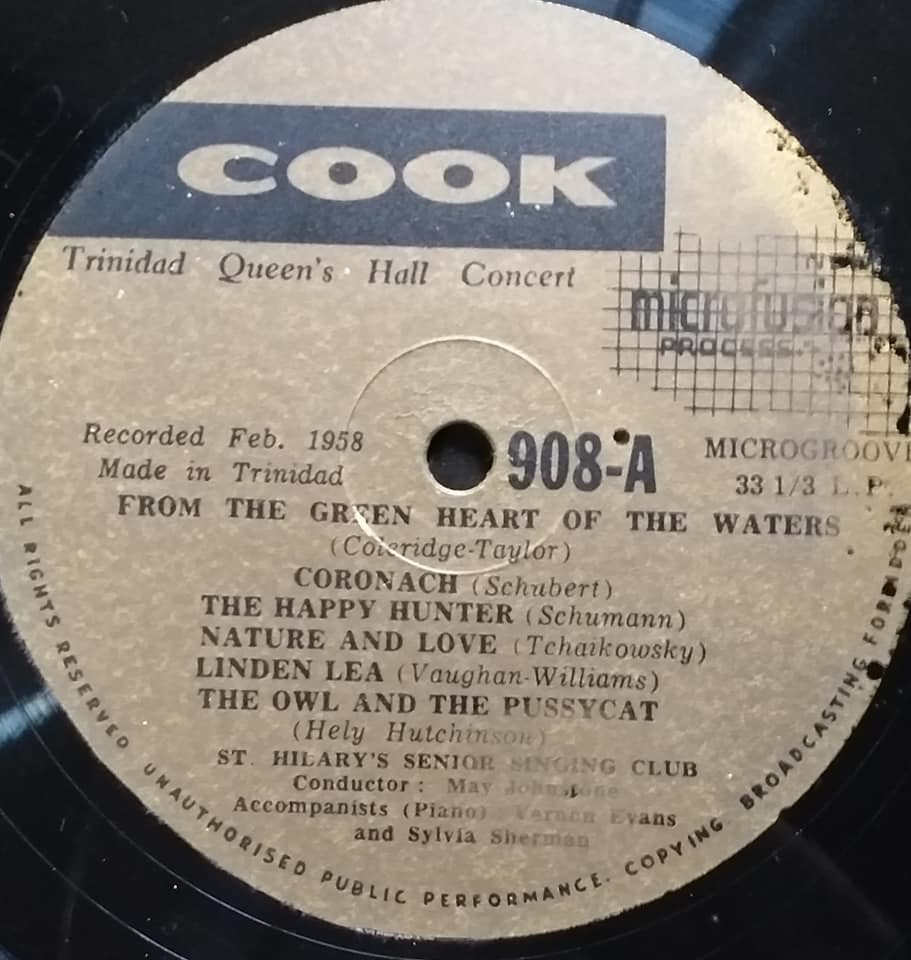 COOK
Trinidad Queen's Hall Concert
microfusion
PROCESS
Recorded Feb. 1958
Made in Trinidad
908-A
MICROGROOVE
33 1/3 L.P.
FROM THE GREEN HEART OF THE WATERS
(Coleridge-Taylor)
CORONACH (Schubert)
THE HAPPY HUNTER (Schumann)
NATURE AND LOVE (Tchaikowsky)
LINDEN LEA (Vaughan-Williams)
THE OWL AND THE PUSSYCAT
(Hely Hutchinson)
ST. HILARY'S SENIOR SINGING CLUB
Conductor : May Johnstone
Accompanists (Piano) : Vernon Evans
and Sylvia Sherman
ALL RIGHTS RESERVED UNAUTHORISED PUBLIC PERFORMANCE. COPYING. BROADCASTING FORBIDDEN